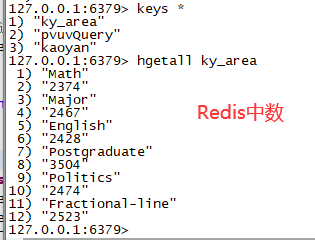 127.0.0.1:6379> keys *
1) "ky_area"
2) "pvuvQuery"
3) "kaoyan"
127.0.0.1:6379> hgetall ky_area
1) "Math"
2) "2374"
3) "Major"
4) "2467"
5) "English"
6) "2428"
7) "Postgraduate"
8) "3504"
9) "Politics"
10) "2474"
11) "Fractional-line"
12) "2523"
127.0.0.1:6379>
Redis中数